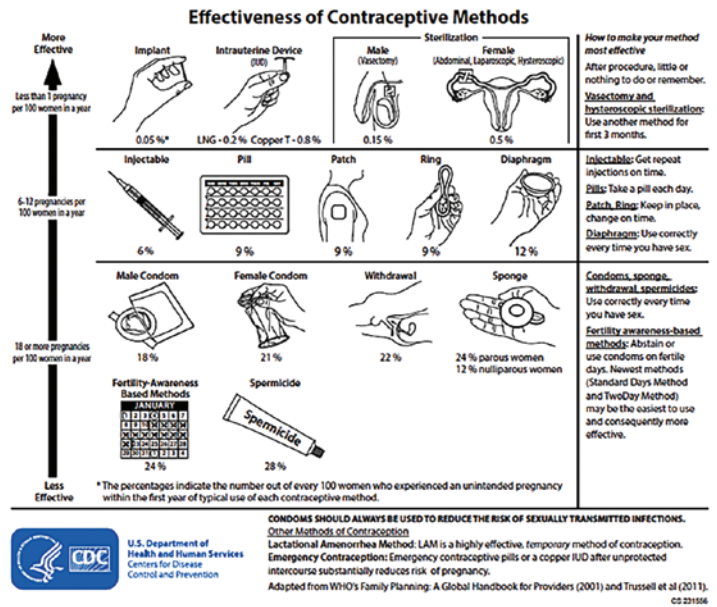 Effectiveness of Contraceptive Methods
More
Effective
Less than 1 pregnancy
per 100 women in a year
6-12 pregnancies per
100 women in a year
18 or more pregnancies
per 100 women in a year
Less
Effective
Implant
0.05 %*
Intrauterine Device
(IUD)
LNG - 0.2 % Copper T - 0.8 %
Sterilization
Male
(Vasectomy)
0.15 %
Female
(Abdominal, Laparoscopic, Hysteroscopic)
0.5 %
How to make your method
most effective
After procedure, little or
nothing to do or remember.
Vasectomy and
hysteroscopic sterilization:
Use another method for
first 3 months.
Injectable
6 %
Pill
9 %
Patch
9 %
Ring
9 %
Diaphragm
12 %
Injectable: Get repeat
injections on time.
Pills: Take a pill each day.
Patch, Ring: Keep in place,
change on time.
Diaphragm: Use correctly
every time you have sex.
Male Condom
18 %
Female Condom
21 %
Withdrawal
22 %
Sponge
24 % parous women
12 % nulliparous women
Condoms, sponge,
withdrawal, spermicides:
Use correctly every time
you have sex.
Fertility awareness-based
methods: Abstain or
use condoms on fertile
days. Newest methods
(Standard Days Method
and TwoDay Method)
may be the easiest to use
and consequently more
effective.
Fertility-Awareness
Based Methods
JANUARY
24 %
Spermicide
Spermicide
28 %
* The percentages indicate the number out of every 100 women who experienced an unintended pregnancy
within the first year of typical use of each contraceptive method.
CDC
U.S. Department of
Health and Human Services
Centers for Disease
Control and Prevention
CONDOMS SHOULD ALWAYS BE USED TO REDUCE THE RISK OF SEXUALLY TRANSMITTED INFECTIONS.
Other Methods of Contraception
Lactational Amenorrhea Method: LAM is a highly effective, temporary method of contraception.
Emergency Contraception: Emergency contraceptive pills or a copper IUD after unprotected
intercourse substantially reduces risk of pregnancy.
Adapted from WHO's Family Planning: A Global Handbook for Providers (2001) and Trussell et al (2011).
CS 231556